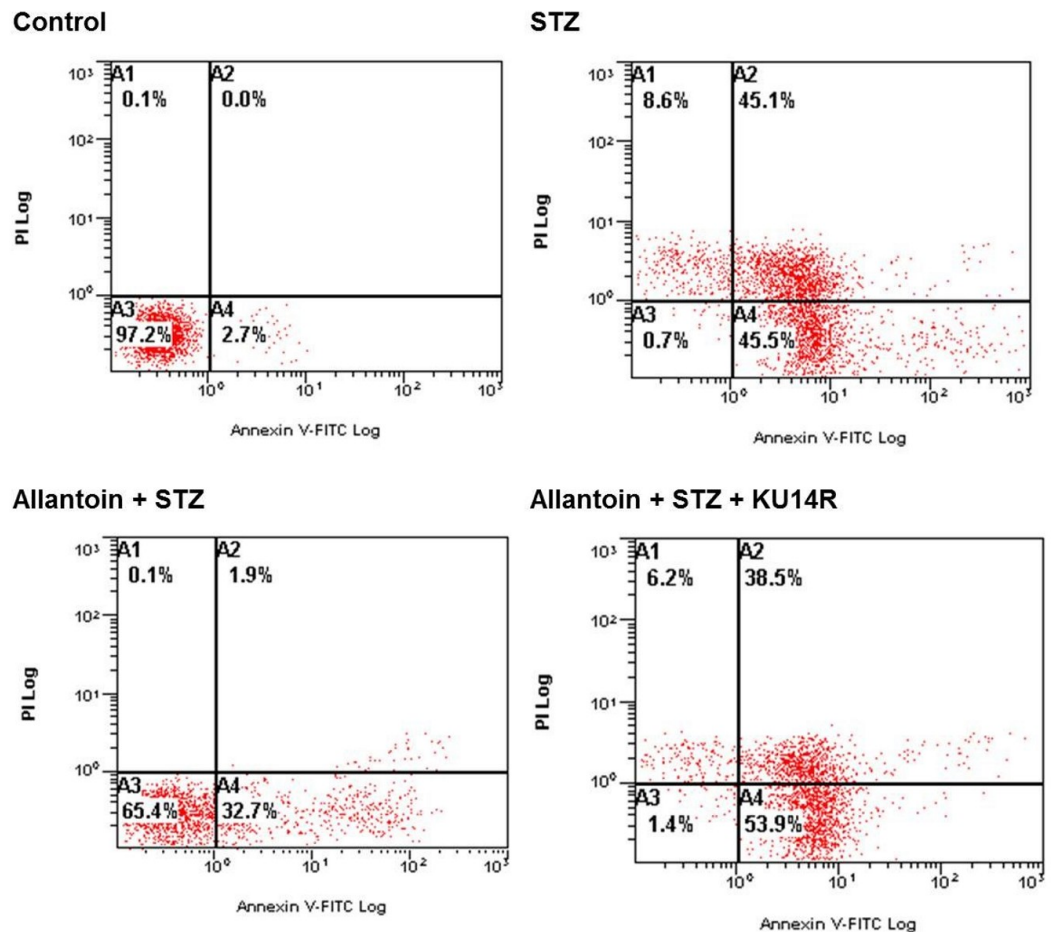 Control
STZ
10³
A1
A2
0.1%
0.0%
10²
10¹
10⁰
A3
A4
97.2%
2.7%
PI Log
10⁰
10¹
10²
10³
Annexin V-FITC Log
10³
A1
A2
8.6%
45.1%
10²
10¹
10⁰
A3
A4
0.7%
45.5%
PI Log
10⁰
10¹
10²
10³
Annexin V-FITC Log
Allantoin + STZ
Allantoin + STZ + KU14R
10³
A1
A2
0.1%
1.9%
10²
10¹
10⁰
A3
A4
65.4%
32.7%
PI Log
10⁰
10¹
10²
10³
Annexin V-FITC Log
10³
A1
A2
6.2%
38.5%
10²
10¹
10⁰
A3
A4
1.4%
53.9%
PI Log
10⁰
10¹
10²
10³
Annexin V-FITC Log